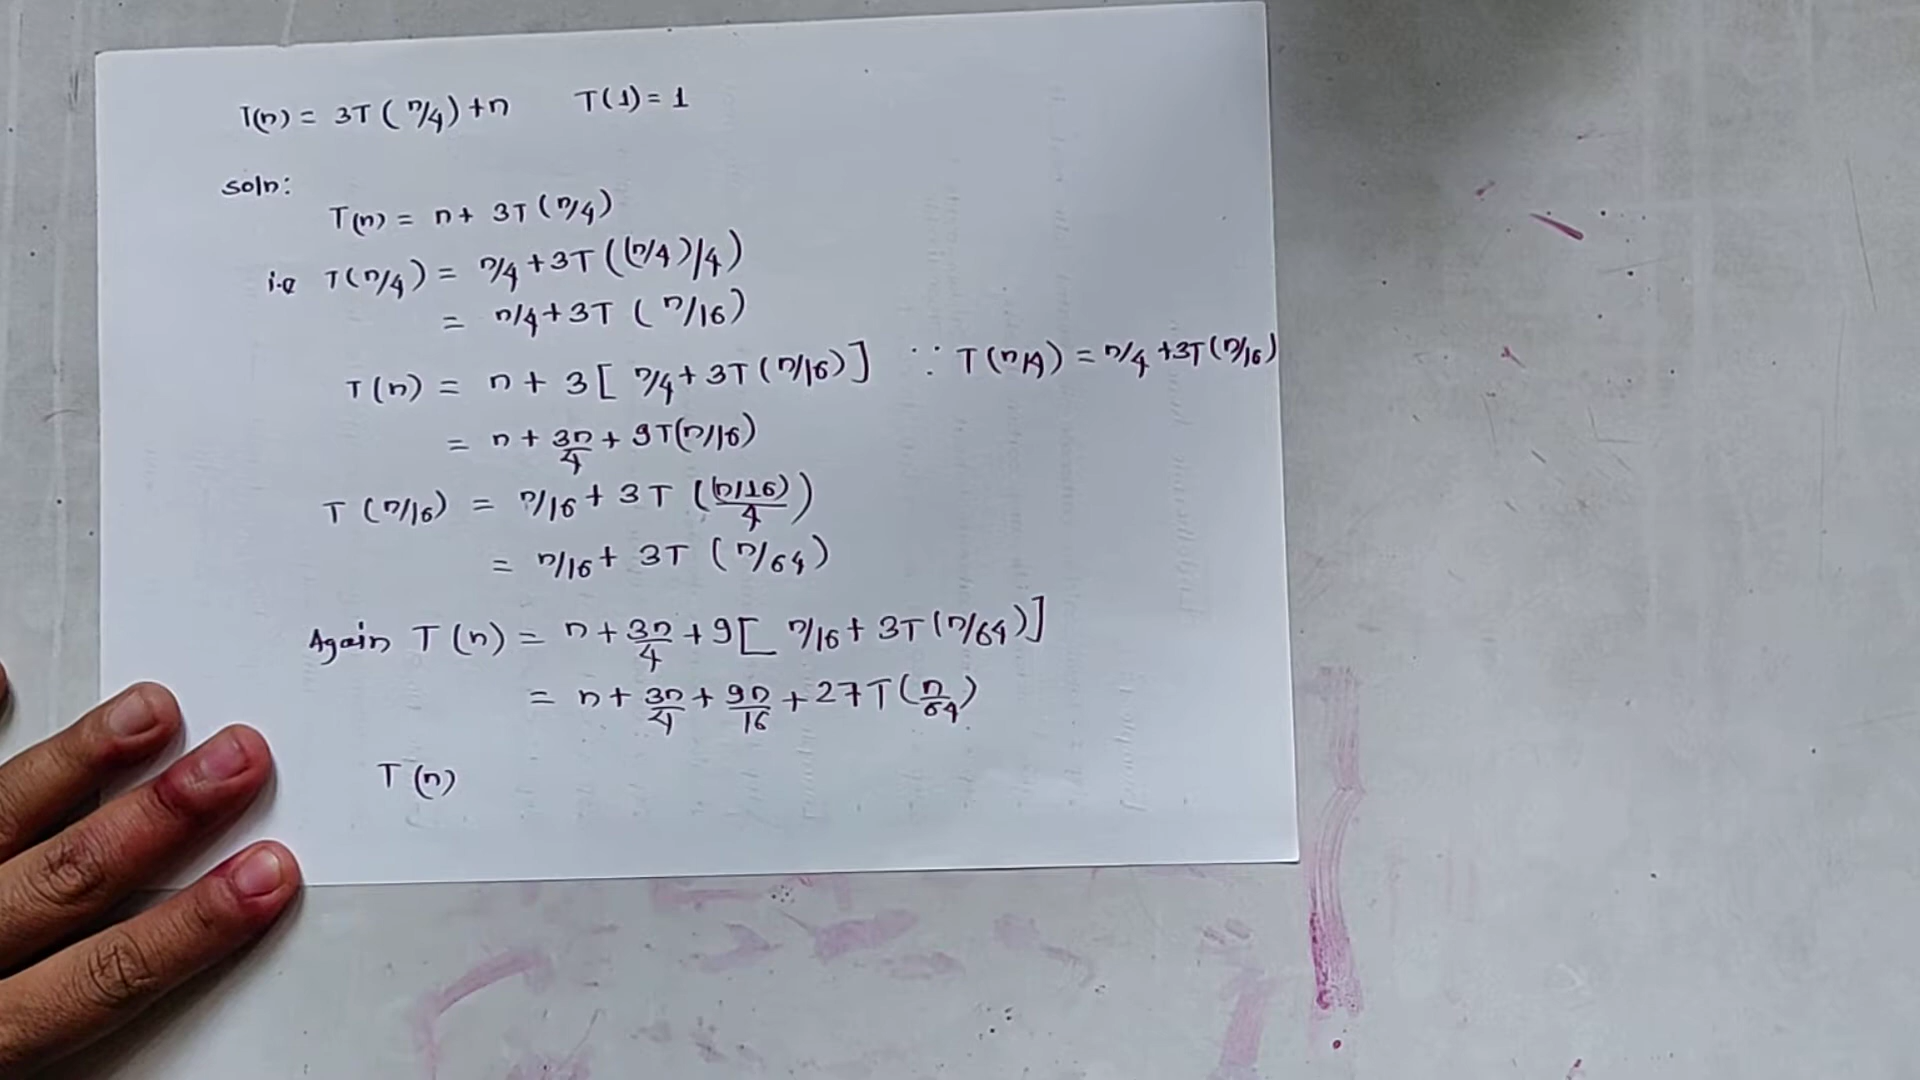 T(n) = 3T(n/4)+n T(1)=1
soln:
T(n) = n+ 3T(n/4)
i.e T(n/4) = n/4+3T((n/4)/4)
= n/4+3T (n/16)
T(n) = n + 3[ n/4+3T(n/16)] ∵ T(n/4) = n/4 +3T(n/16)
= n + 3n/4 + 9T(n/16)
T(n/16) = n/16+ 3T ((n/16)/4)
= n/16+ 3T (n/64)
Again T(n) = n+3n/4+9[ n/16+ 3T(n/64)]
= n+3n/4+9n/16+27T(n/64)
T(n)